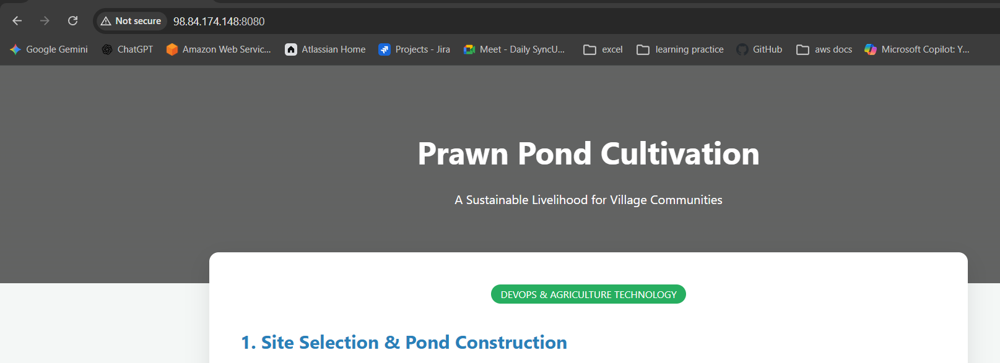 Not secure 98.84.174.148:8080
Google Gemini ChatGPT Amazon Web Servic... Atlassian Home Projects - Jira Meet - Daily SyncU... excel learning practice GitHub aws docs Microsoft Copilot: Y...
Prawn Pond Cultivation
A Sustainable Livelihood for Village Communities
DEVOPS & AGRICULTURE TECHNOLOGY
1. Site Selection & Pond Construction